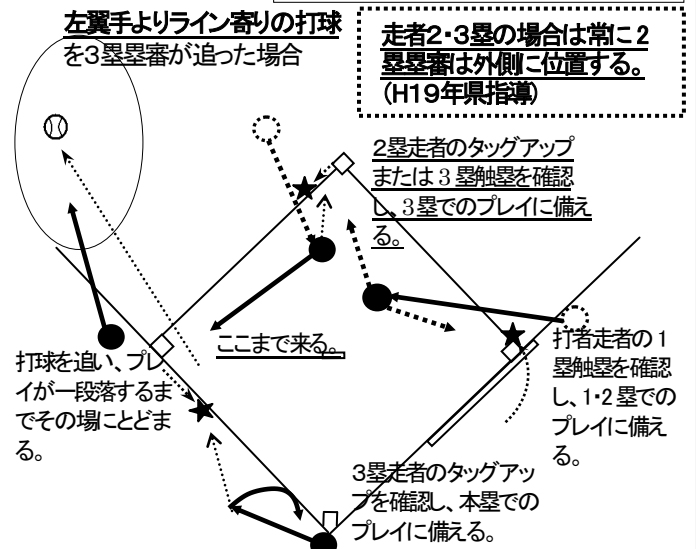 左翼手よりライン寄りの打球
を3塁塁審が追った場合
走者2・3塁の場合は常に2
塁塁審は外側に位置する。
(H19年県指導)
2塁走者のタッグアップ
または3塁触塁を確認
し、3塁でのプレイに備え
る。
ここまで来る。
打球を追い、プレ
イが一段落するま
でその場にとどま
る。
打者走者の1
塁触塁を確認
し、1・2塁での
プレイに備え
る。
3塁走者のタッグアッ
プを確認し、本塁での
プレイに備える。